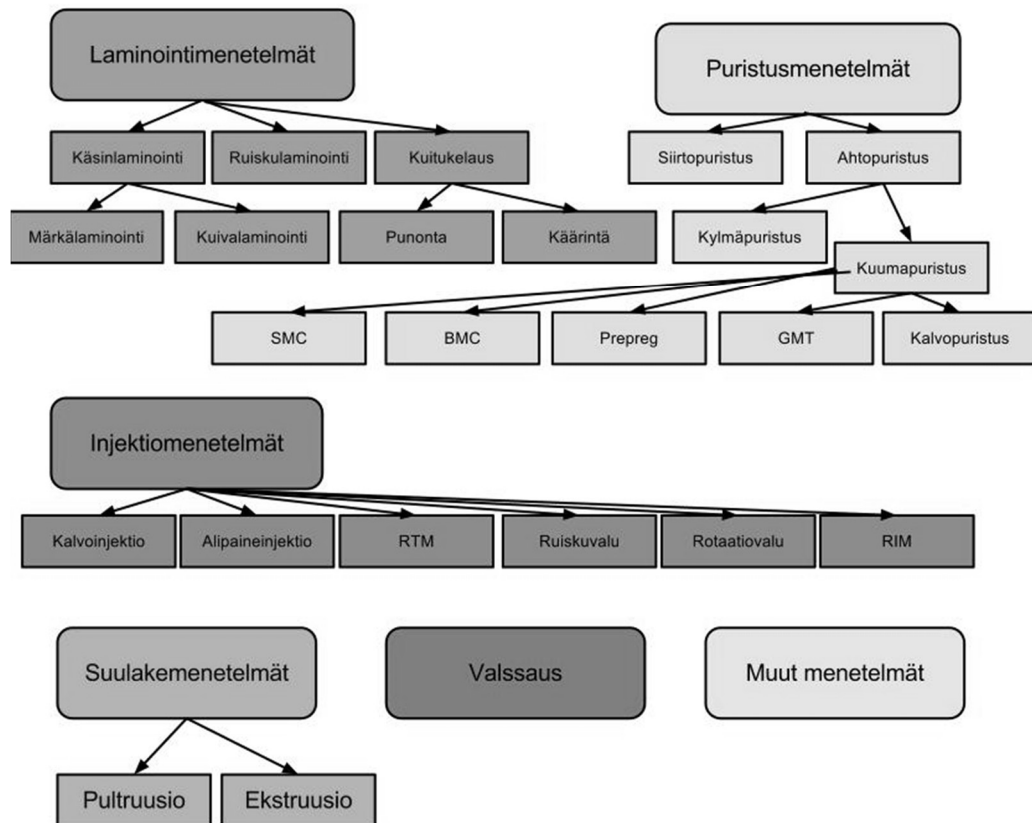 Laminointimenetelmät
Puristusmenetelmät
Käsinlaminointi
Ruiskulaminointi
Kuitukelaus
Siirtopuristus
Ahtopuristus
Märkälaminointi
Kuivalaminointi
Punonta
Käärintä
Kylmäpuristus
Kuumapuristus
SMC
BMC
Prepreg
GMT
Kalvopuristus
Injektiomenetelmät
Kalvoinjektio
Alipaineinjektio
RTM
Ruiskuvalu
Rotaatiovalu
RIM
Suulakemenetelmät
Valssaus
Muut menetelmät
Pultruusio
Ekstruusio